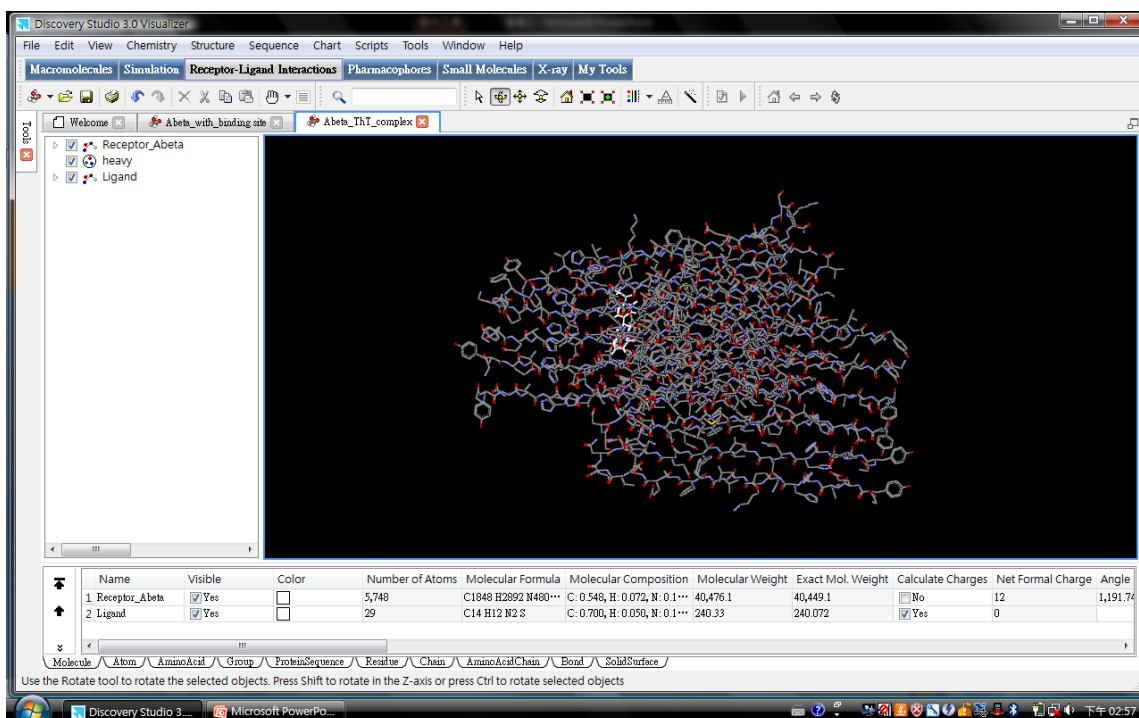 Discovery Studio 3.0 Visualizer
File Edit View Chemistry Structure Sequence Chart Scripts Tools Window Help
Macromolecules Simulation Receptor-Ligand Interactions Pharmacophores Small Molecules X-ray My Tools
Tools
Welcome Abeta_with_binding site Abeta_ThT_complex
Receptor_Abeta
heavy
Ligand
Name Visible Color Number of Atoms Molecular Formula Molecular Composition Molecular Weight Exact Mol. Weight Calculate Charges Net Formal Charge Angle
1 Receptor_Abeta Yes 5,748 C1848 H2892 N480··· C: 0.548, H: 0.072, N: 0.1··· 40,476.1 40,449.1 No 12 1,191.74
2 Ligand Yes 29 C14 H12 N2 S C: 0.700, H: 0.050, N: 0.1··· 240.33 240.072 Yes 0
Molecule Atom AminoAcid Group ProteinSequence Residue Chain AminoAcidChain Bond SolidSurface
Use the Rotate tool to rotate the selected objects. Press Shift to rotate in the Z-axis or press Ctrl to rotate selected objects
Discovery Studio 3.... Microsoft PowerPo... 下午 02:57